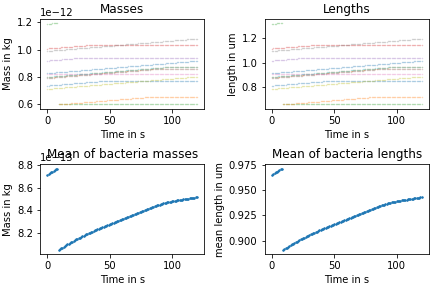 Masses
1e−12
Mass in kg
1.2
1.0
0.8
0.6
0 50 100
Time in s
Lengths
length in um
1.2
1.0
0.8
0 50 100
Time in s
Mean of bacteria masses
1e−13
Mass in kg
8.8
8.6
8.4
8.2
0 50 100
Time in s
Mean of bacteria lengths
mean length in um
0.975
0.950
0.925
0.900
0 50 100
Time in s